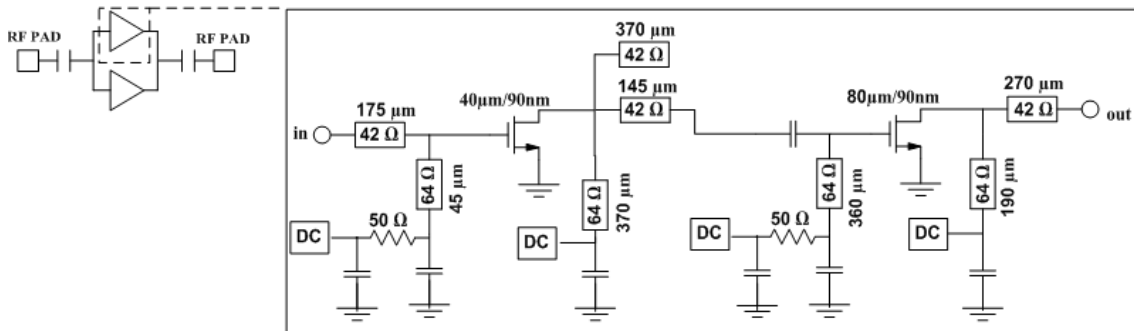 RF PAD
RF PAD
370 µm
42 Ω
145 µm
42 Ω
40µm/90nm
80µm/90nm
270 µm
42 Ω
out
175 µm
in
42 Ω
64 Ω
45 µm
50 Ω
DC
64 Ω
370 µm
DC
64 Ω
360 µm
50 Ω
DC
64 Ω
190 µm
DC